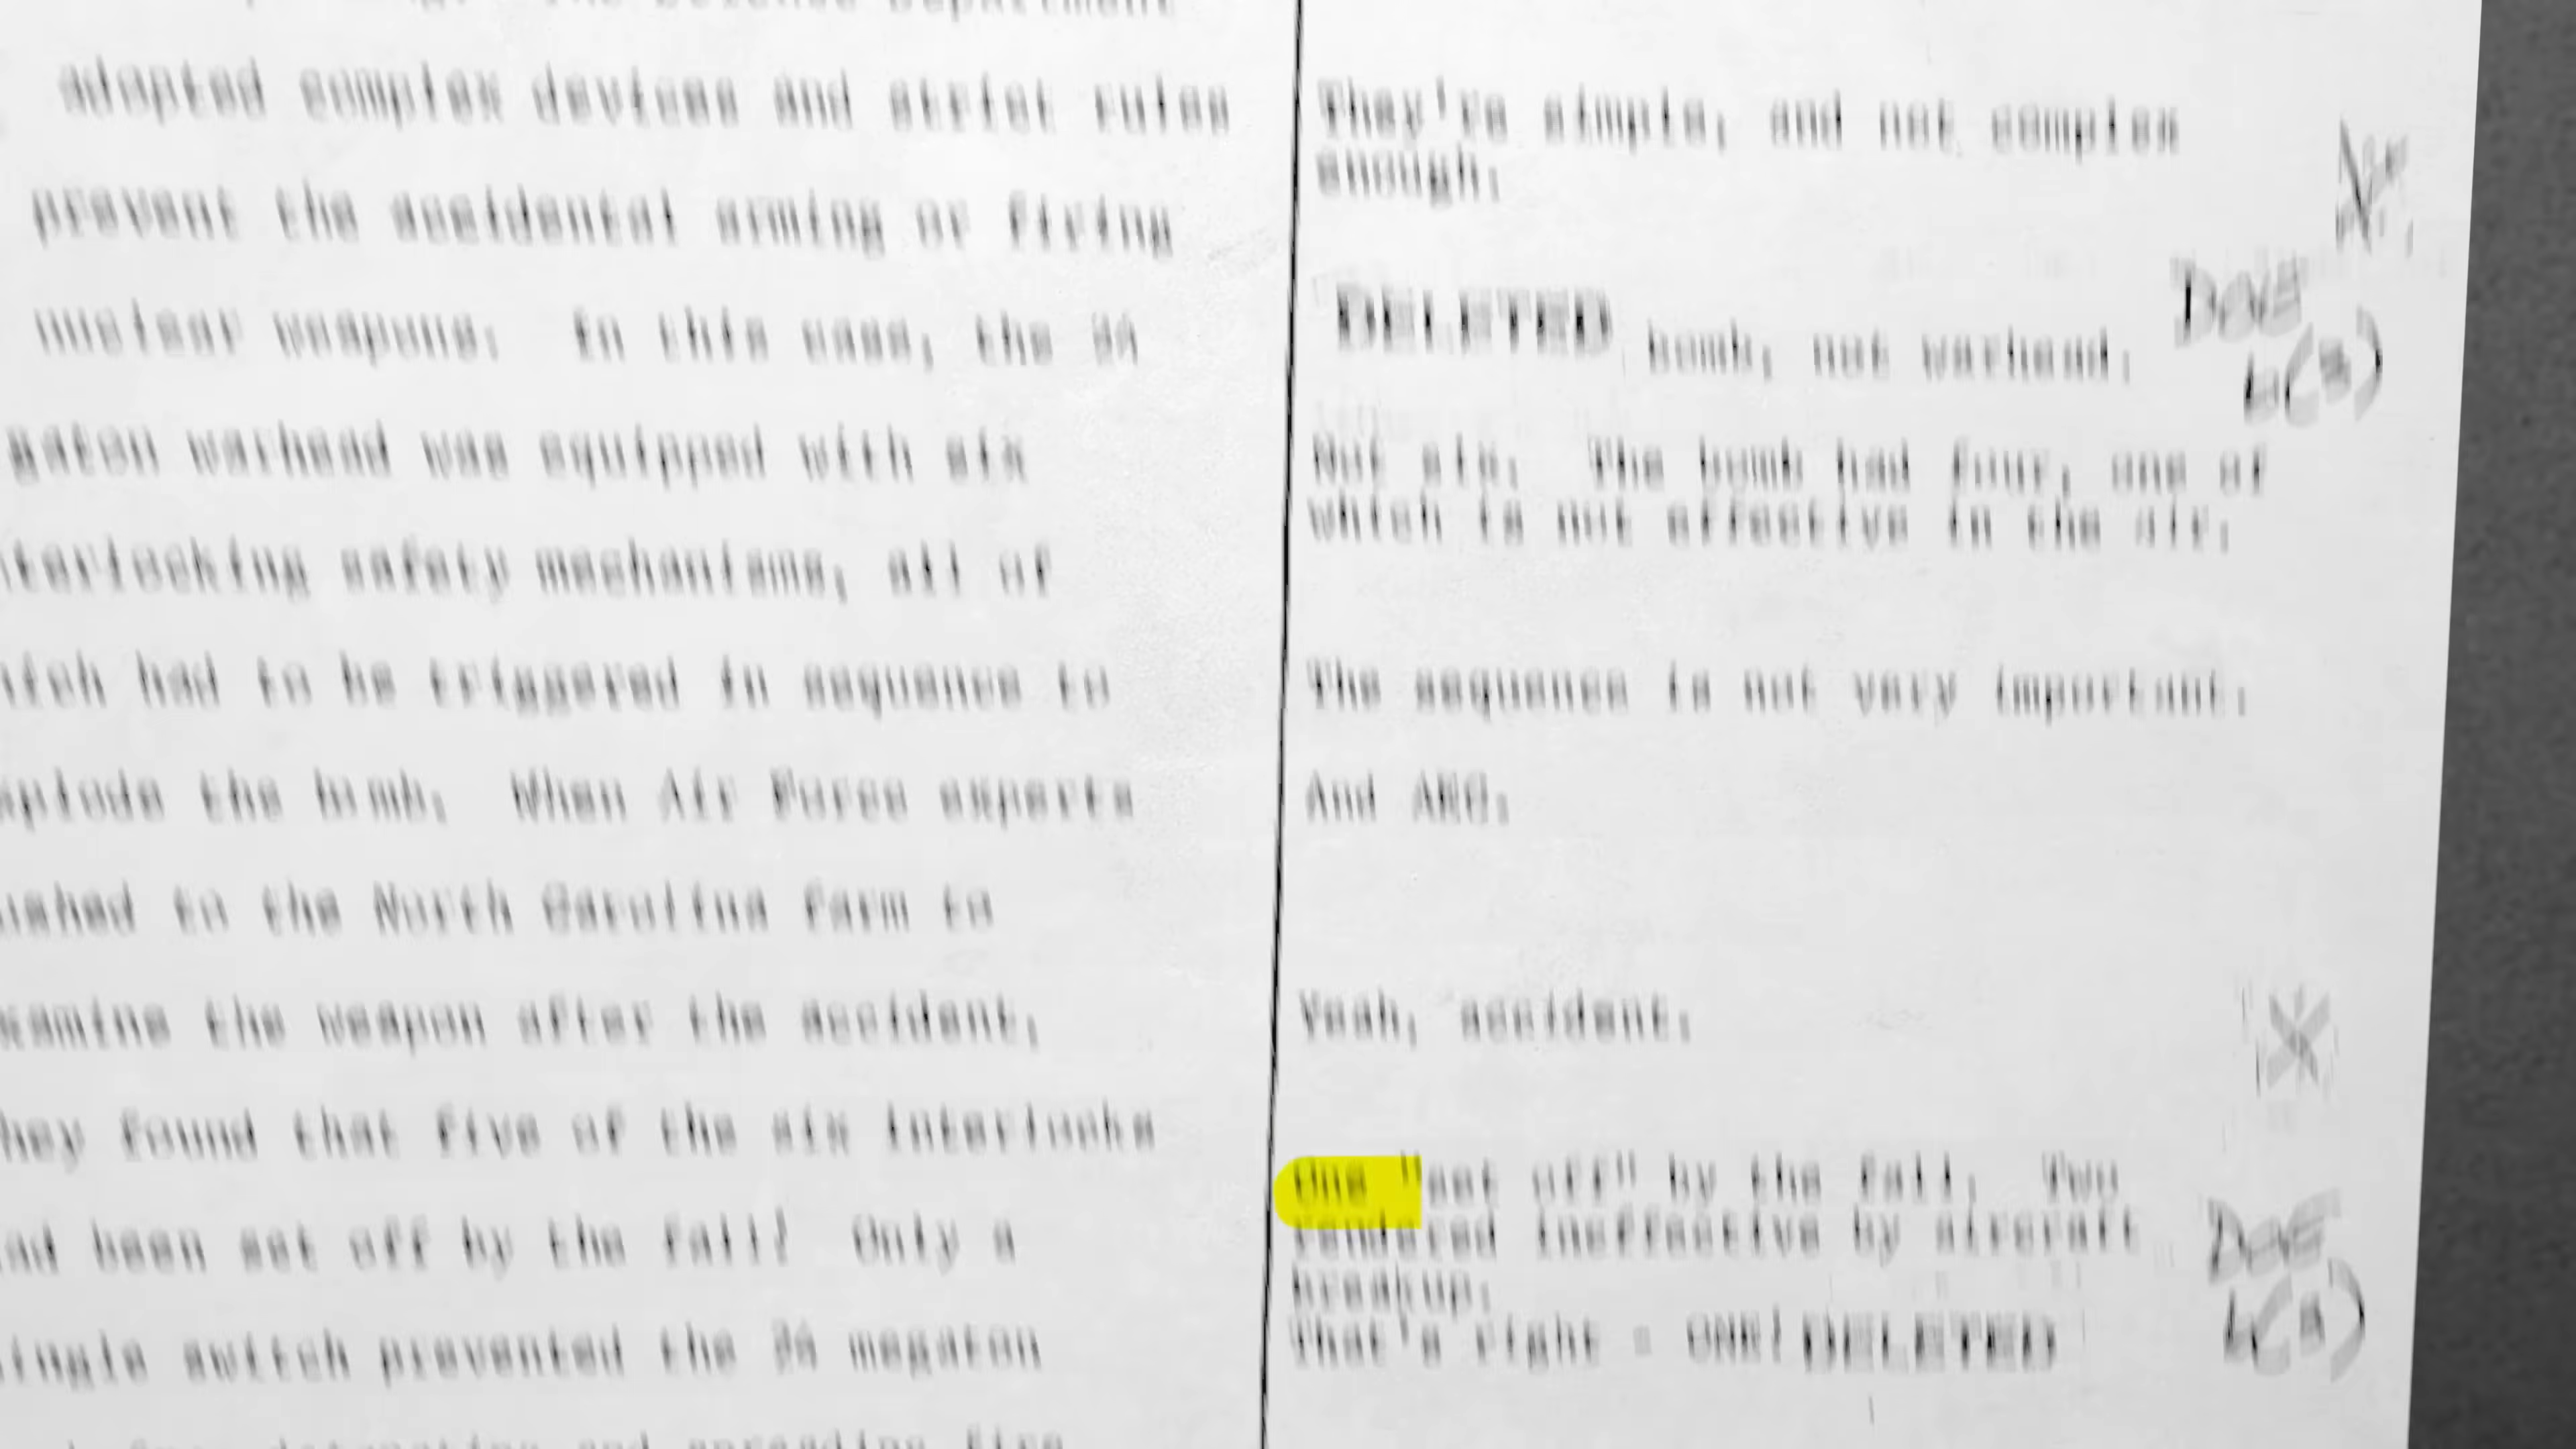 adopted complex devices and strict rules
prevent the accidental arming or firing
nuclear weapons. In this case, the 24
gaton warhead was equipped with six
terlocking safety mechanisms, all of
had to be triggered in sequence to
plode the bomb. When Air Force experts
ushed to the North Carolina farm to
xamine the weapon after the accident,
hey found that five of the six interlocks
ad been set off by the fall! Only a
ingle switch prevented the 24 megaton
They're simple, and not complex
enough.
DELETED bomb, not warhead.
DOE
b(3)
Not six. The bomb had four, one of
which is not effective in the air.
The sequence is not very important.
And AEC.
Yeah, accident.
X
One "set off" by the fall. Two
rendered ineffective by aircraft
breakup.
That's right - ONE! DELETED
DOE
b(3)